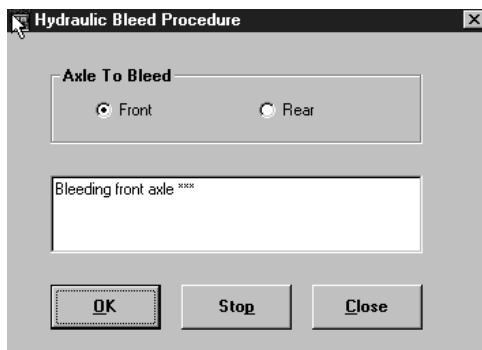 Hydraulic Bleed Procedure
Axle To Bleed
Front Rear
Bleeding front axle ***
OK Stop Close